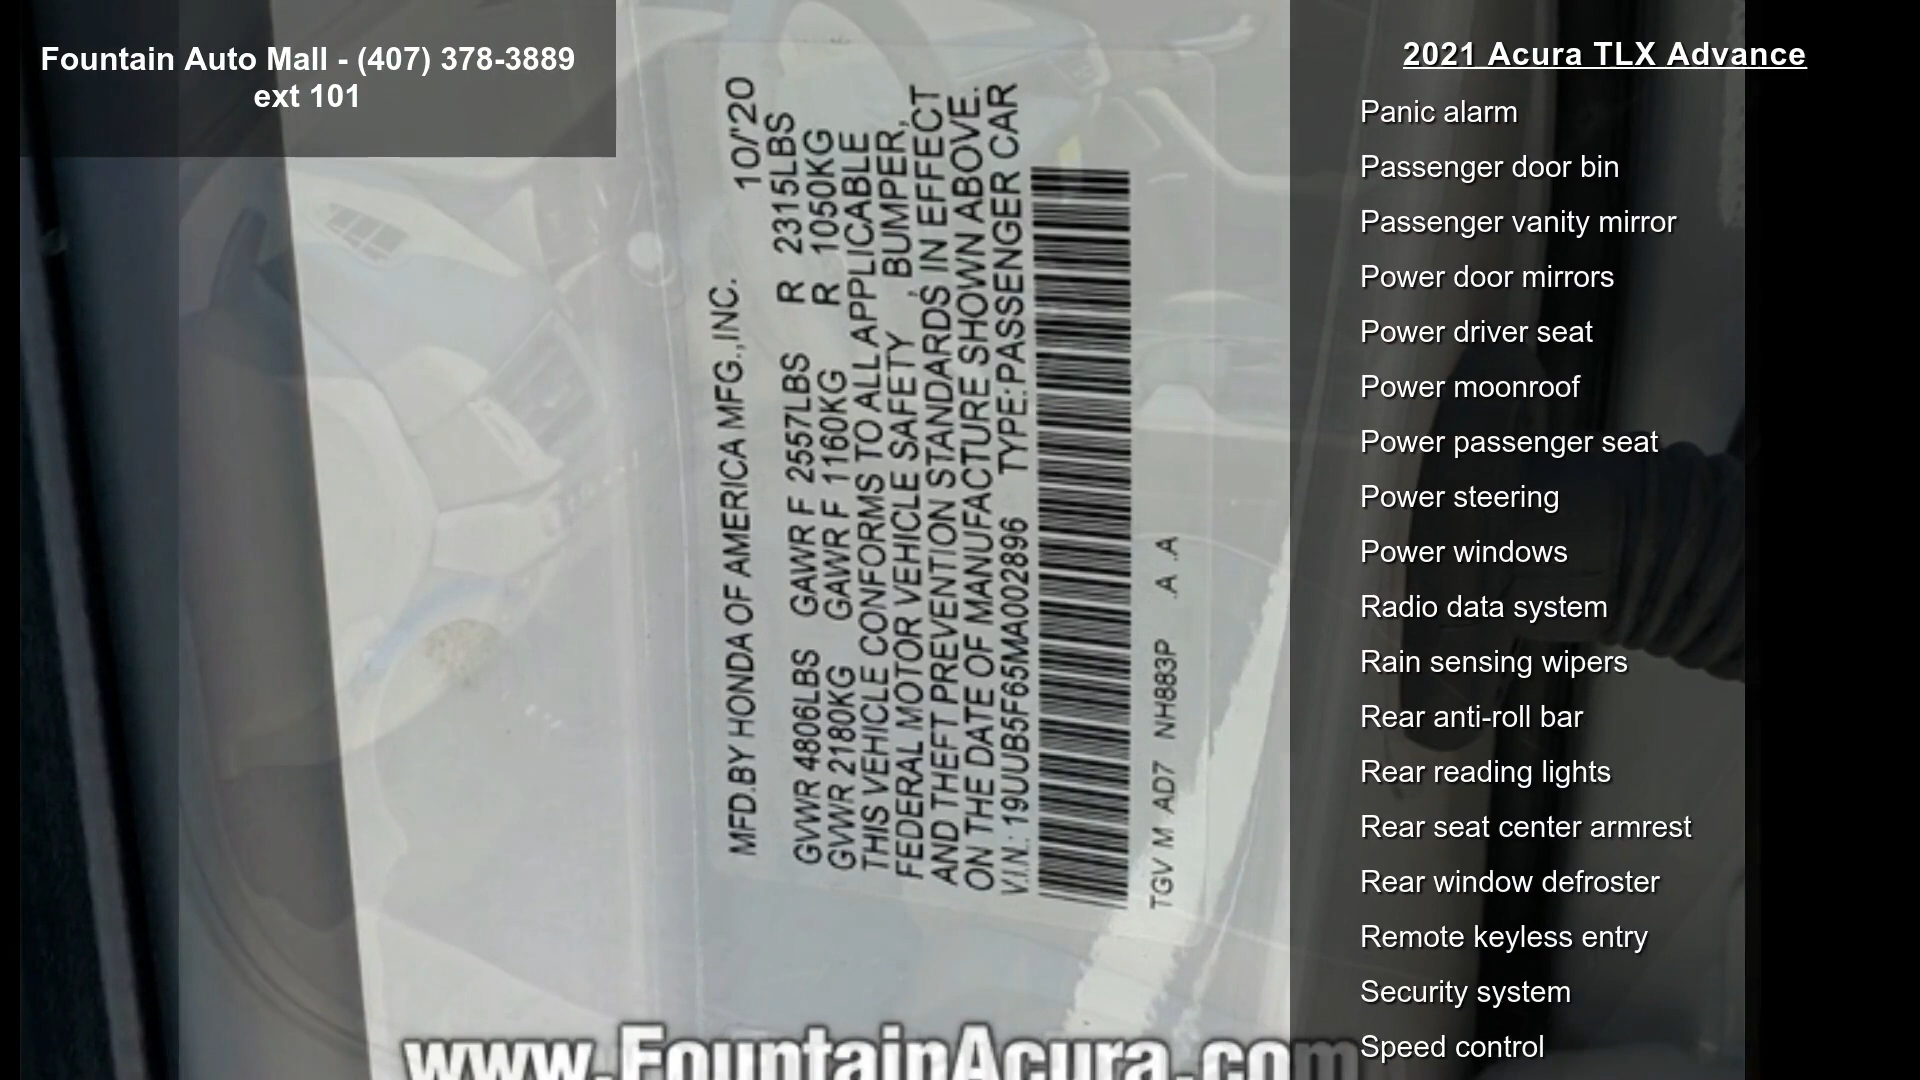 Fountain Auto Mall - (407) 378-3889
ext 101
MFD.BY HONDA OF AMERICA MFG.,INC. 10/'20
GVWR 4806LBS GAWR F 2557LBS R 2315LBS
GVWR 2180KG GAWR F 1160KG R 1050KG
THIS VEHICLE CONFORMS TO ALL APPLICABLE
FEDERAL MOTOR VEHICLE SAFETY , BUMPER,
AND THEFT PREVENTION STANDARDS IN EFFECT
ON THE DATE OF MANUFACTURE SHOWN ABOVE.
V.I.N.: 19UUB5F65MA002896 TYPE:PASSENGER CAR
TGV M AD7 NH883P .A .A
www.FountainAcura.com
2021 Acura TLX Advance
Panic alarm
Passenger door bin
Passenger vanity mirror
Power door mirrors
Power driver seat
Power moonroof
Power passenger seat
Power steering
Power windows
Radio data system
Rain sensing wipers
Rear anti-roll bar
Rear reading lights
Rear seat center armrest
Rear window defroster
Remote keyless entry
Security system
Speed control